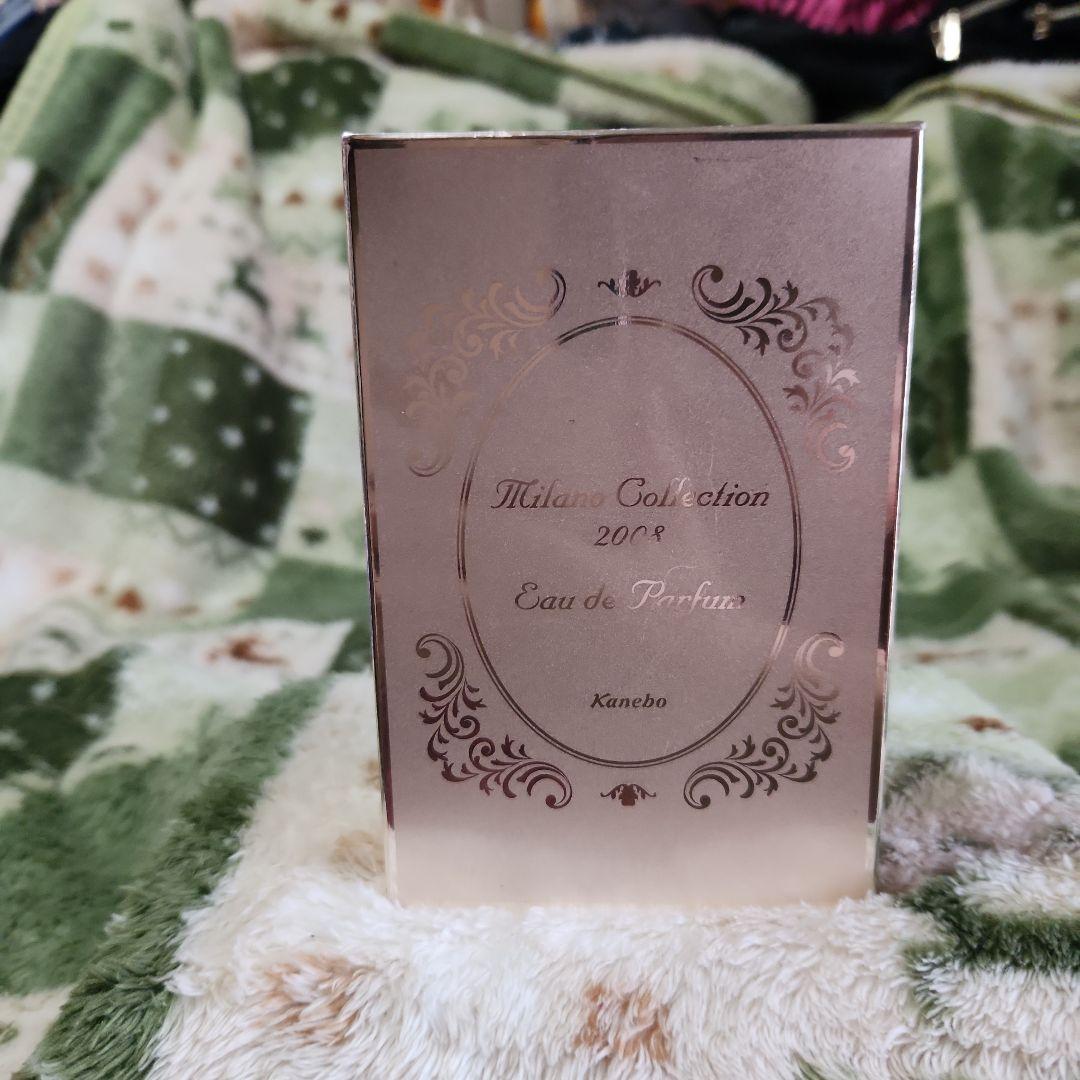 Milano Collection
2008
Eau de Parfum
Kanebo